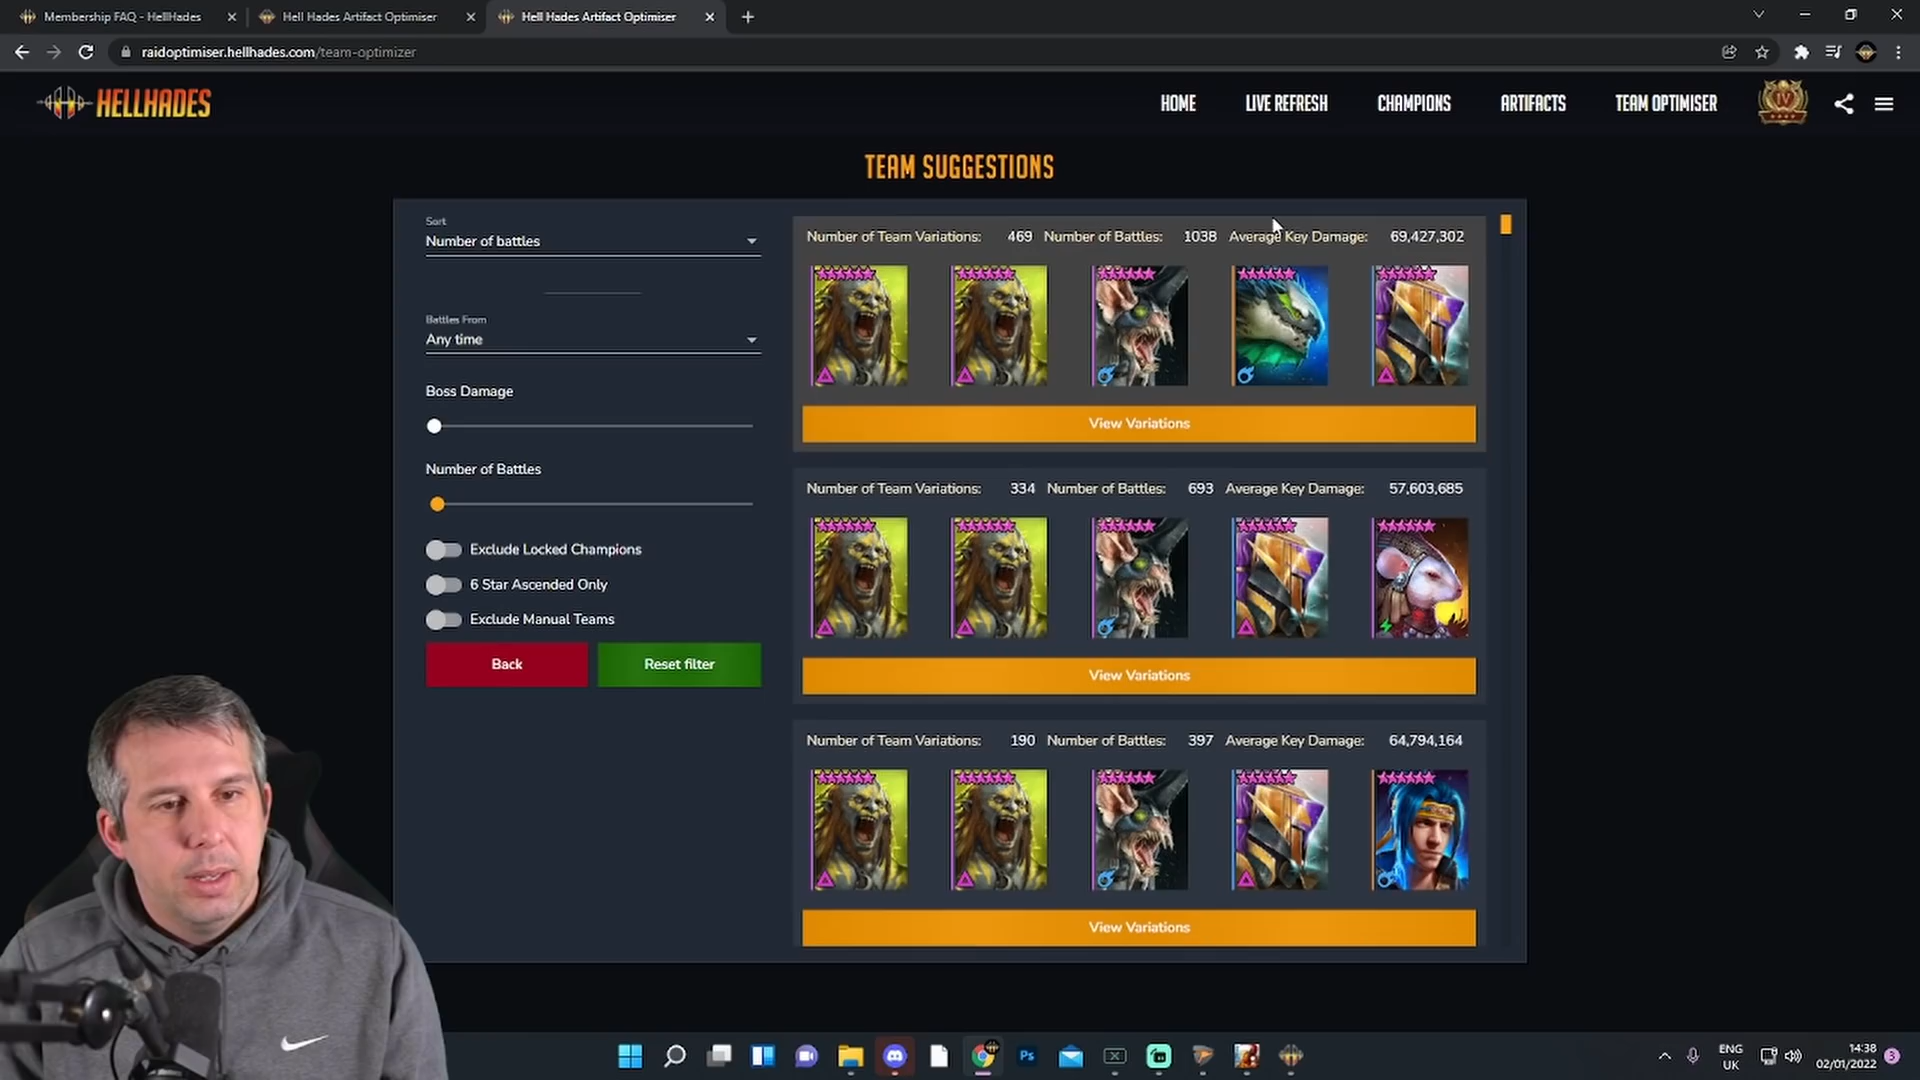 Membership FAQ - HellHades
Hell Hades Artifact Optimiser
Hell Hades Artifact Optimiser
raidoptimiser.hellhades.com/team-optimizer
HELLHADES
HOME
LIVE REFRESH
CHAMPIONS
ARTIFACTS
TEAM OPTIMISER
IV
TEAM SUGGESTIONS
Sort
Number of battles
Battles From
Any time
Boss Damage
Number of Battles
Exclude Locked Champions
6 Star Ascended Only
Exclude Manual Teams
Back
Reset filter
Number of Team Variations: 469 Number of Battles: 1038 Average Key Damage: 69,427,302
View Variations
Number of Team Variations: 334 Number of Battles: 693 Average Key Damage: 57,603,685
View Variations
Number of Team Variations: 190 Number of Battles: 397 Average Key Damage: 64,794,164
View Variations
Ps
ENG
UK
14:38
02/01/2022
3